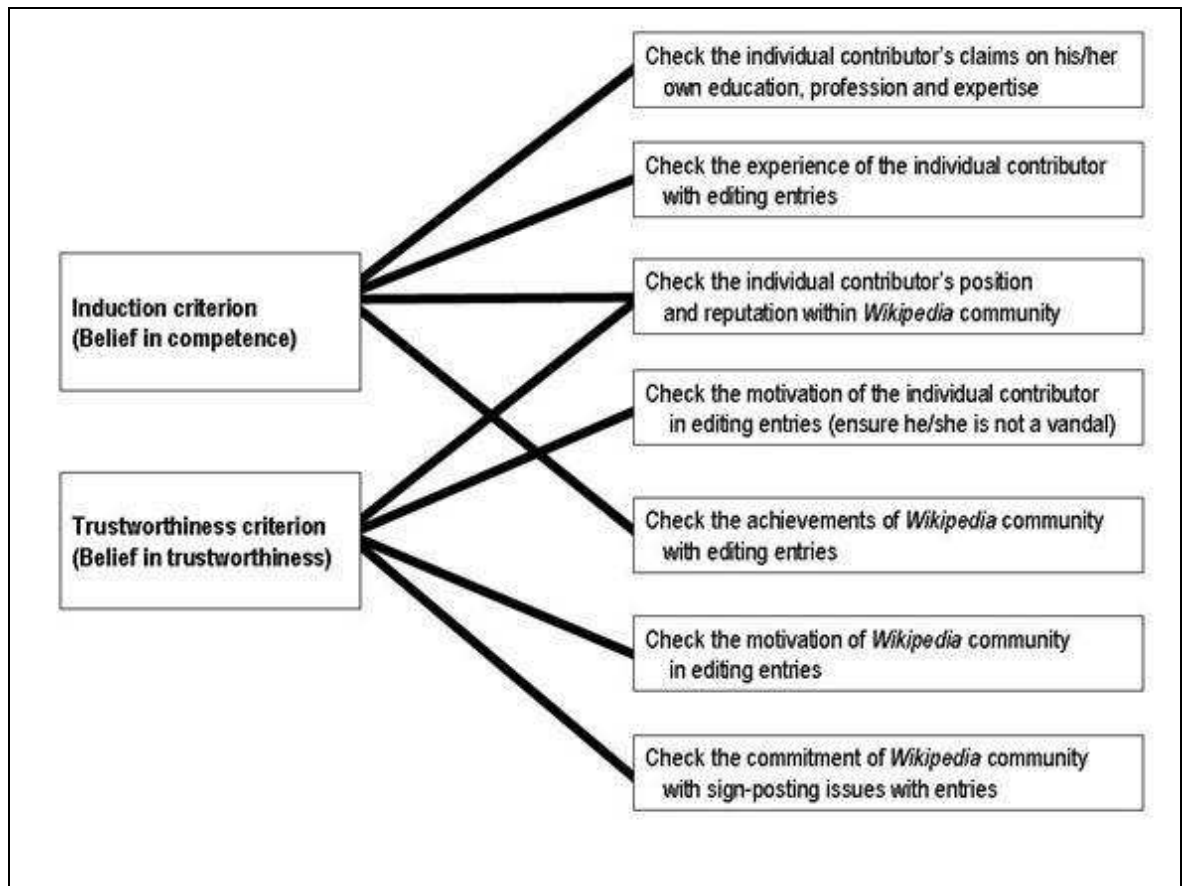 Check the individual contributor's claims on his/her
own education, profession and expertise
Check the experience of the individual contributor
with editing entries
Induction criterion
(Belief in competence)
Check the individual contributor's position
and reputation within Wikipedia community
Check the motivation of the individual contributor
in editing entries (ensure he/she is not a vandal)
Trustworthiness criterion
(Belief in trustworthiness)
Check the achievements of Wikipedia community
with editing entries
Check the motivation of Wikipedia community
in editing entries
Check the commitment of Wikipedia community
with sign-posting issues with entries